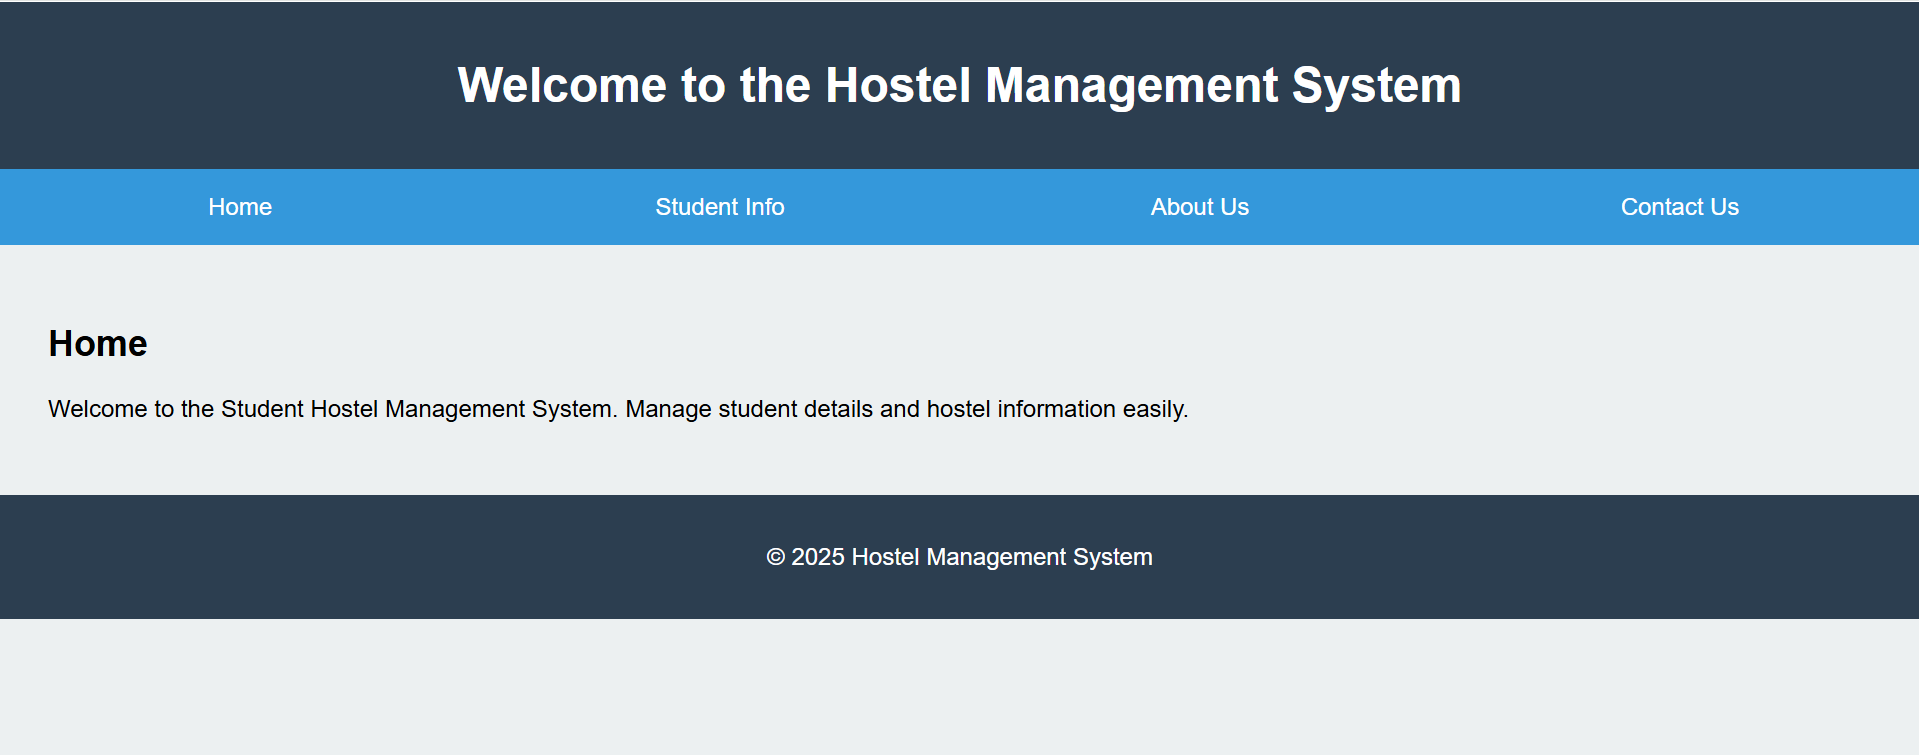 Welcome to the Hostel Management System
Home
Student Info
About Us
Contact Us
Home
Welcome to the Student Hostel Management System. Manage student details and hostel information easily.
© 2025 Hostel Management System